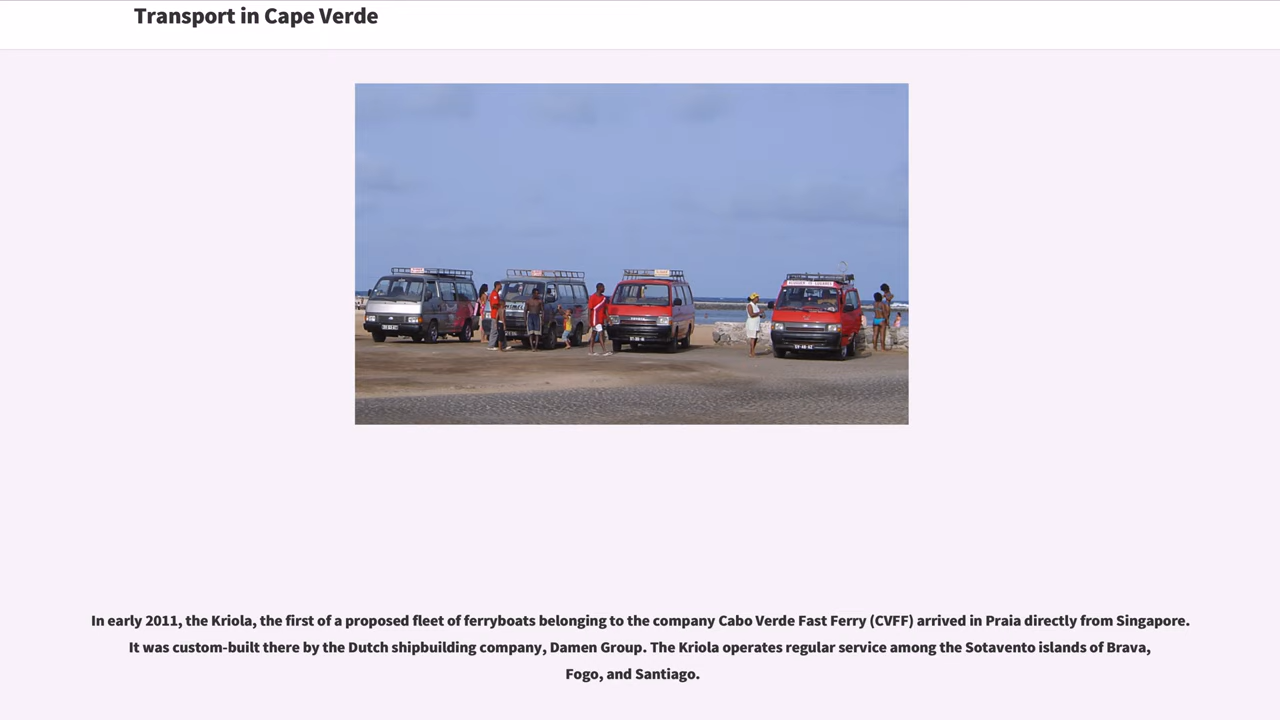 Transport in Cape Verde
In early 2011, the Kriola, the first of a proposed fleet of ferryboats belonging to the company Cabo Verde Fast Ferry (CVFF) arrived in Praia directly from Singapore.
It was custom-built there by the Dutch shipbuilding company, Damen Group. The Kriola operates regular service among the Sotavento islands of Brava,
Fogo, and Santiago.